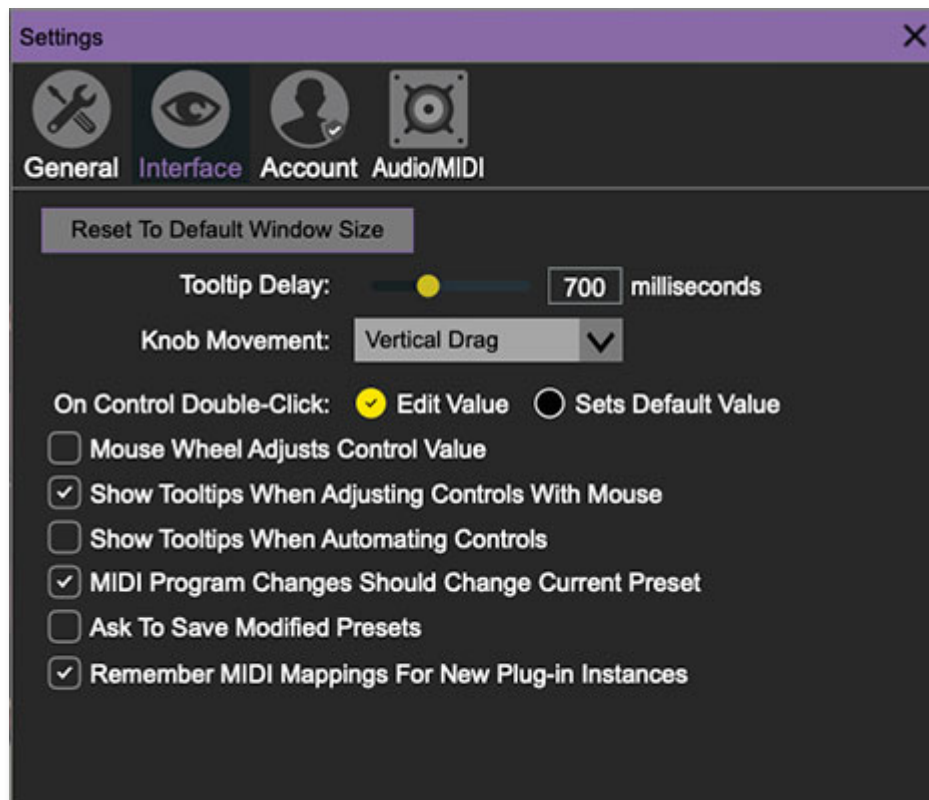 Settings
General Interface Account Audio/MIDI
Reset To Default Window Size
Tooltip Delay: 700 milliseconds
Knob Movement: Vertical Drag
On Control Double-Click: Edit Value Sets Default Value
Mouse Wheel Adjusts Control Value
Show Tooltips When Adjusting Controls With Mouse
Show Tooltips When Automating Controls
MIDI Program Changes Should Change Current Preset
Ask To Save Modified Presets
Remember MIDI Mappings For New Plug-in Instances